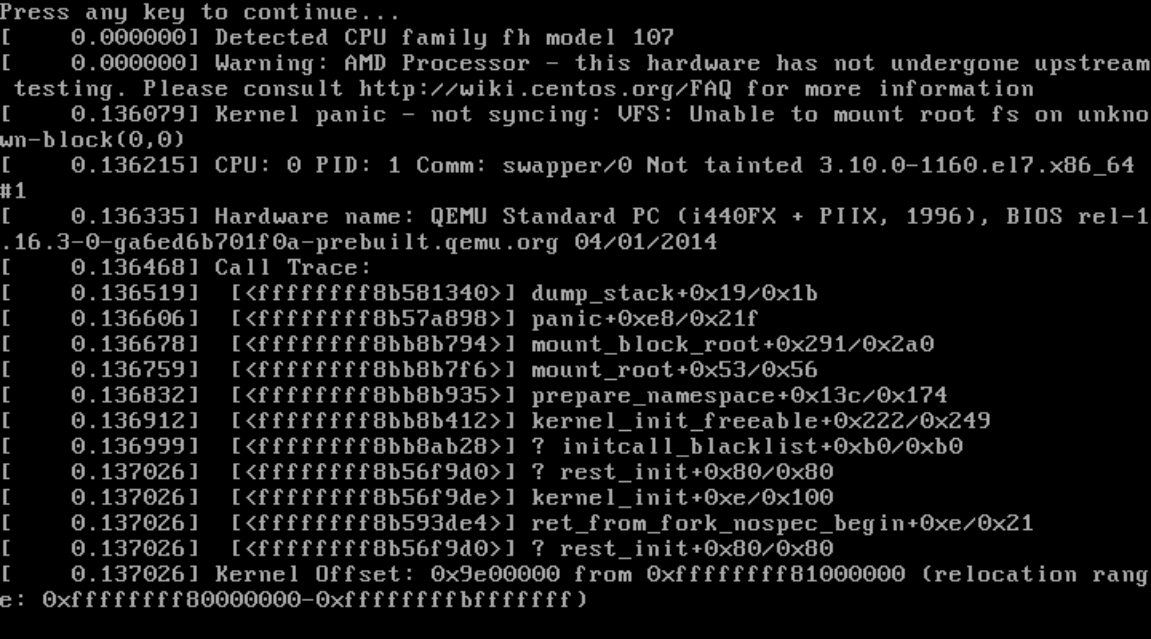 Press any key to continue...
[    0.000000] Detected CPU family fh model 107
[    0.000000] Warning: AMD Processor - this hardware has not undergone upstream
 testing. Please consult http://wiki.centos.org/FAQ for more information
[    0.136079] Kernel panic - not syncing: VFS: Unable to mount root fs on unkno
wn-block(0,0)
[    0.136215] CPU: 0 PID: 1 Comm: swapper/0 Not tainted 3.10.0-1160.el7.x86_64
#1
[    0.136335] Hardware name: QEMU Standard PC (i440FX + PIIX, 1996), BIOS rel-1
.16.3-0-ga6ed6b701f0a-prebuilt.qemu.org 04/01/2014
[    0.136468] Call Trace:
[    0.136519]  [<ffffffff8b581340>] dump_stack+0x19/0x1b
[    0.136606]  [<ffffffff8b57a898>] panic+0xe8/0x21f
[    0.136678]  [<ffffffff8bb8b794>] mount_block_root+0x291/0x2a0
[    0.136759]  [<ffffffff8bb8b7f6>] mount_root+0x53/0x56
[    0.136832]  [<ffffffff8bb8b935>] prepare_namespace+0x13c/0x174
[    0.136912]  [<ffffffff8bb8b412>] kernel_init_freeable+0x222/0x249
[    0.136999]  [<ffffffff8bb8ab28>] ? initcall_blacklist+0xb0/0xb0
[    0.137026]  [<ffffffff8b56f9d0>] ? rest_init+0x80/0x80
[    0.137026]  [<ffffffff8b56f9de>] kernel_init+0xe/0x100
[    0.137026]  [<ffffffff8b593de4>] ret_from_fork_nospec_begin+0xe/0x21
[    0.137026]  [<ffffffff8b56f9d0>] ? rest_init+0x80/0x80
[    0.137026] Kernel Offset: 0x9e00000 from 0xffffffff81000000 (relocation rang
e: 0xffffffff80000000-0xffffffffbfffffff)